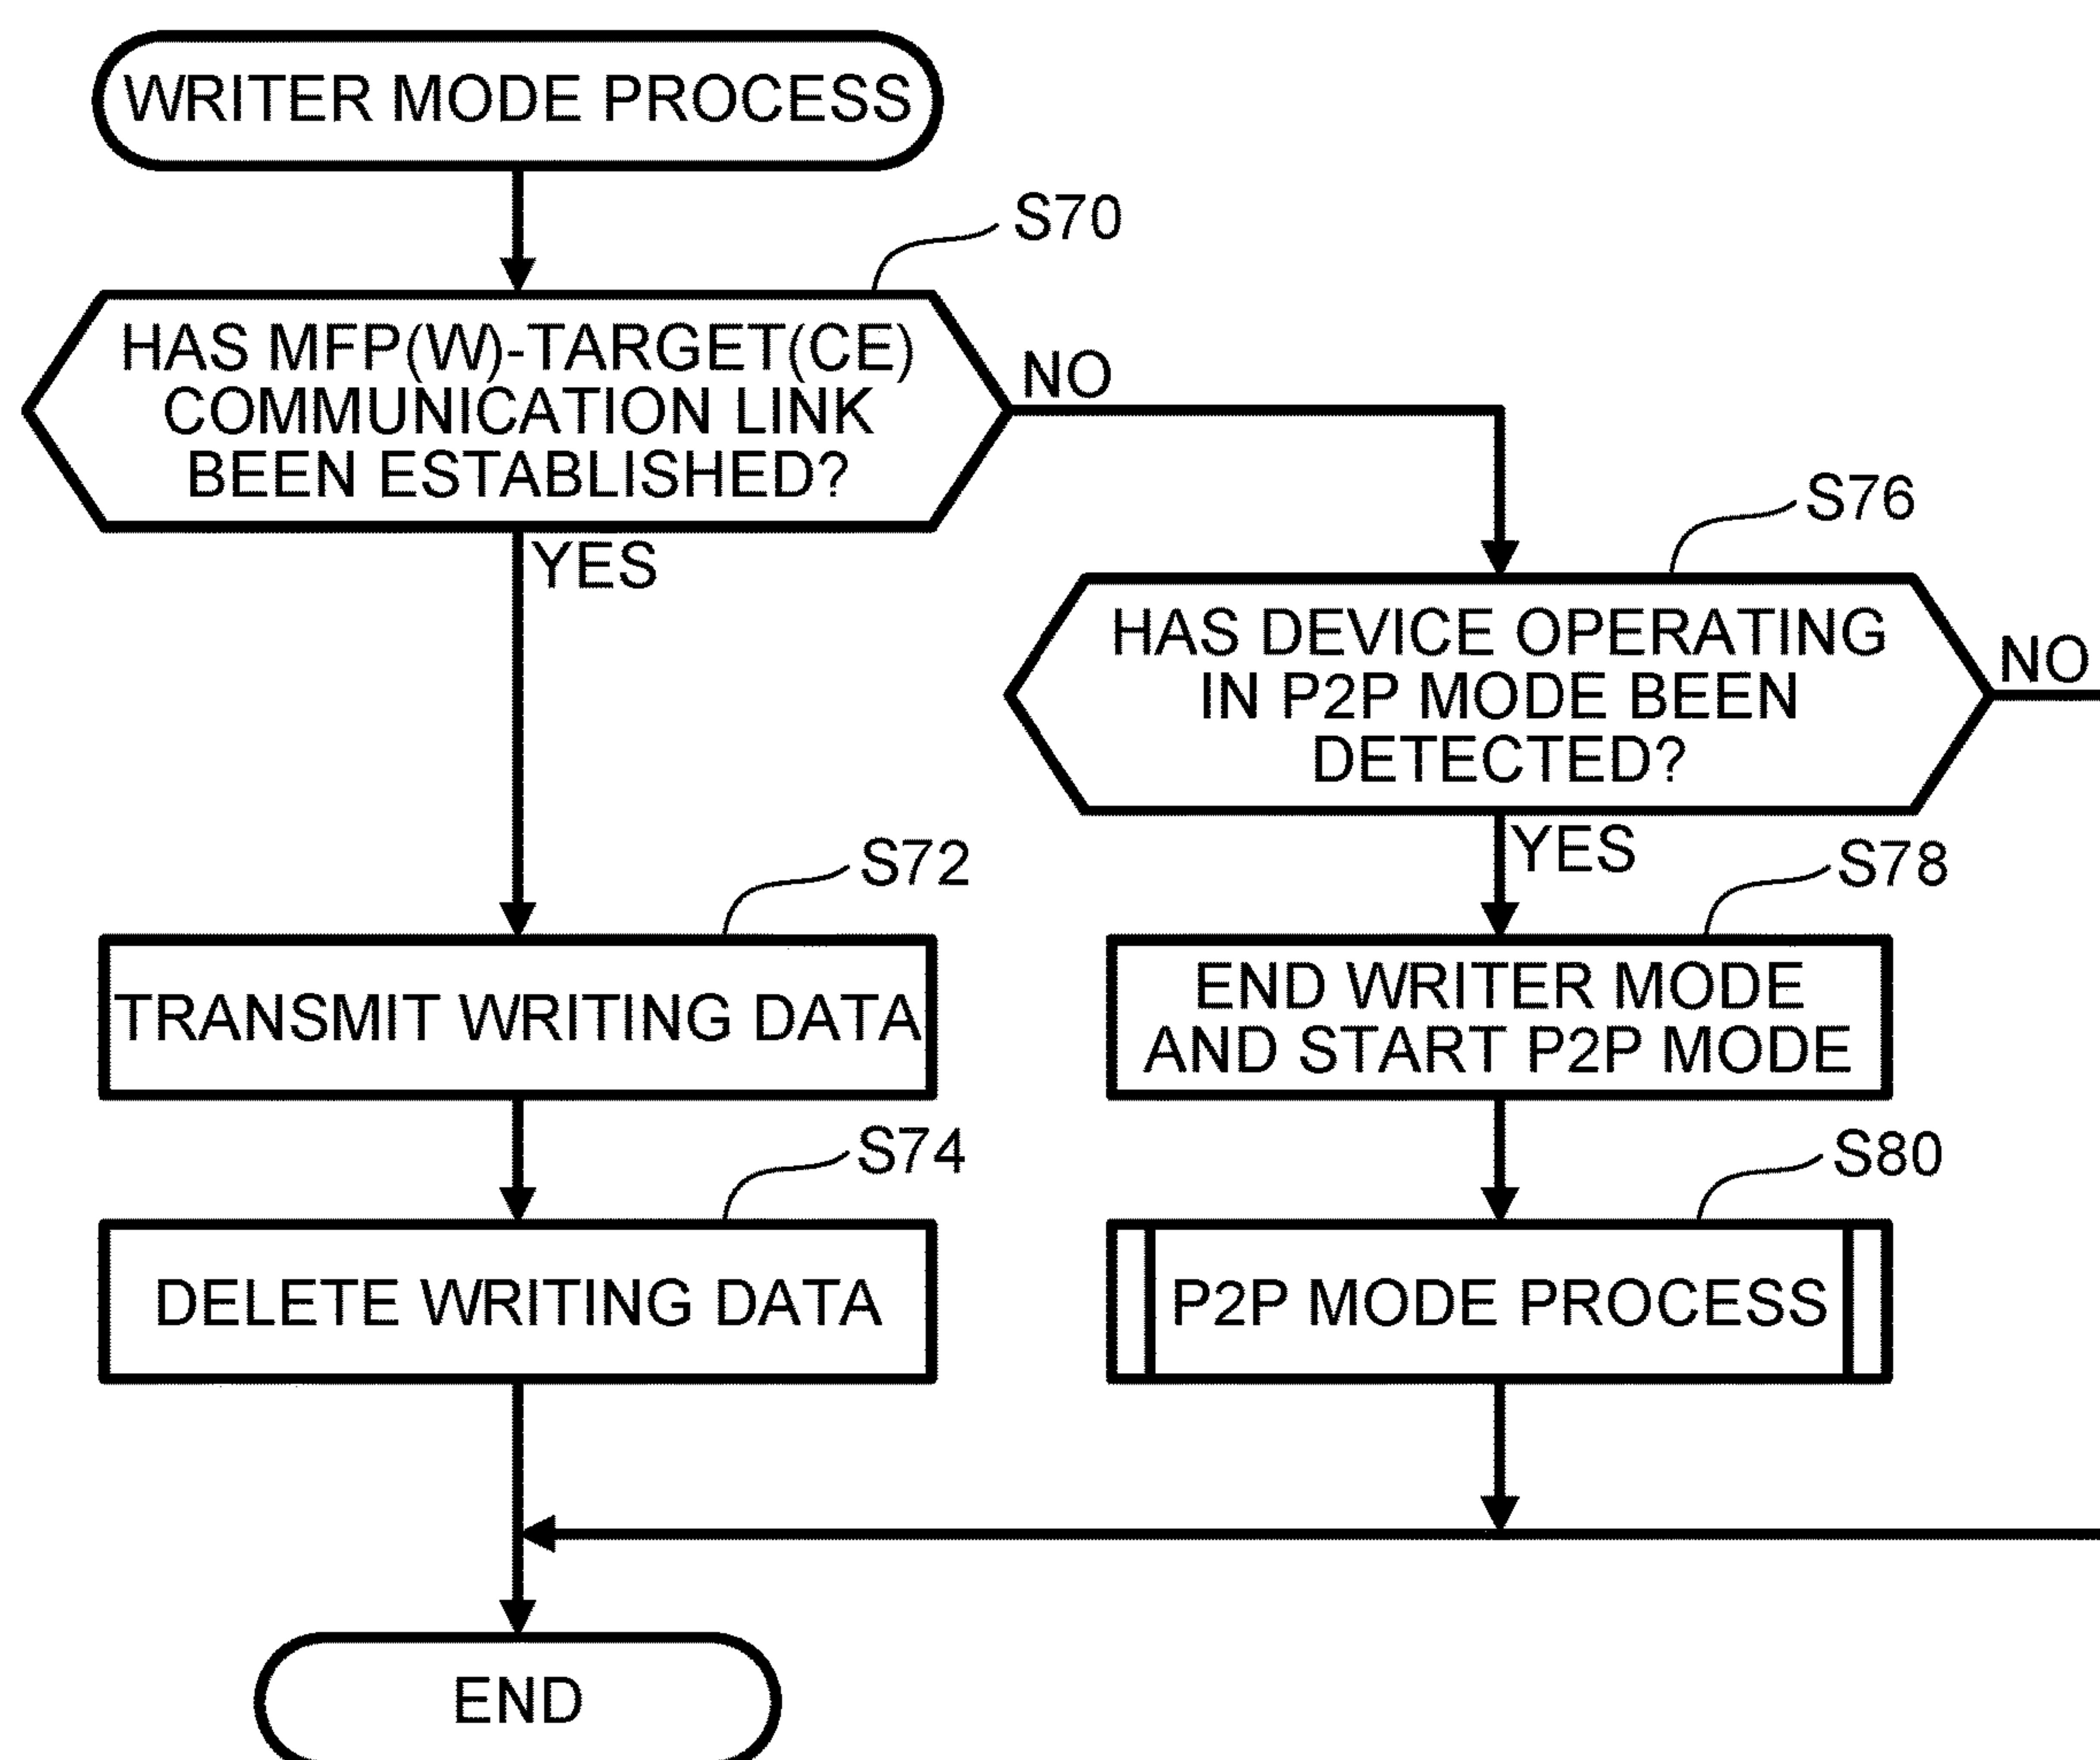 WRITER MODE PROCESS
S70
HAS MFP(W)-TARGET(CE)
COMMUNICATION LINK
BEEN ESTABLISHED?
NO
YES
S76
HAS DEVICE OPERATING
IN P2P MODE BEEN
DETECTED?
NO
YES
S72
TRANSMIT WRITING DATA
S78
END WRITER MODE
AND START P2P MODE
S74
DELETE WRITING DATA
S80
P2P MODE PROCESS
END